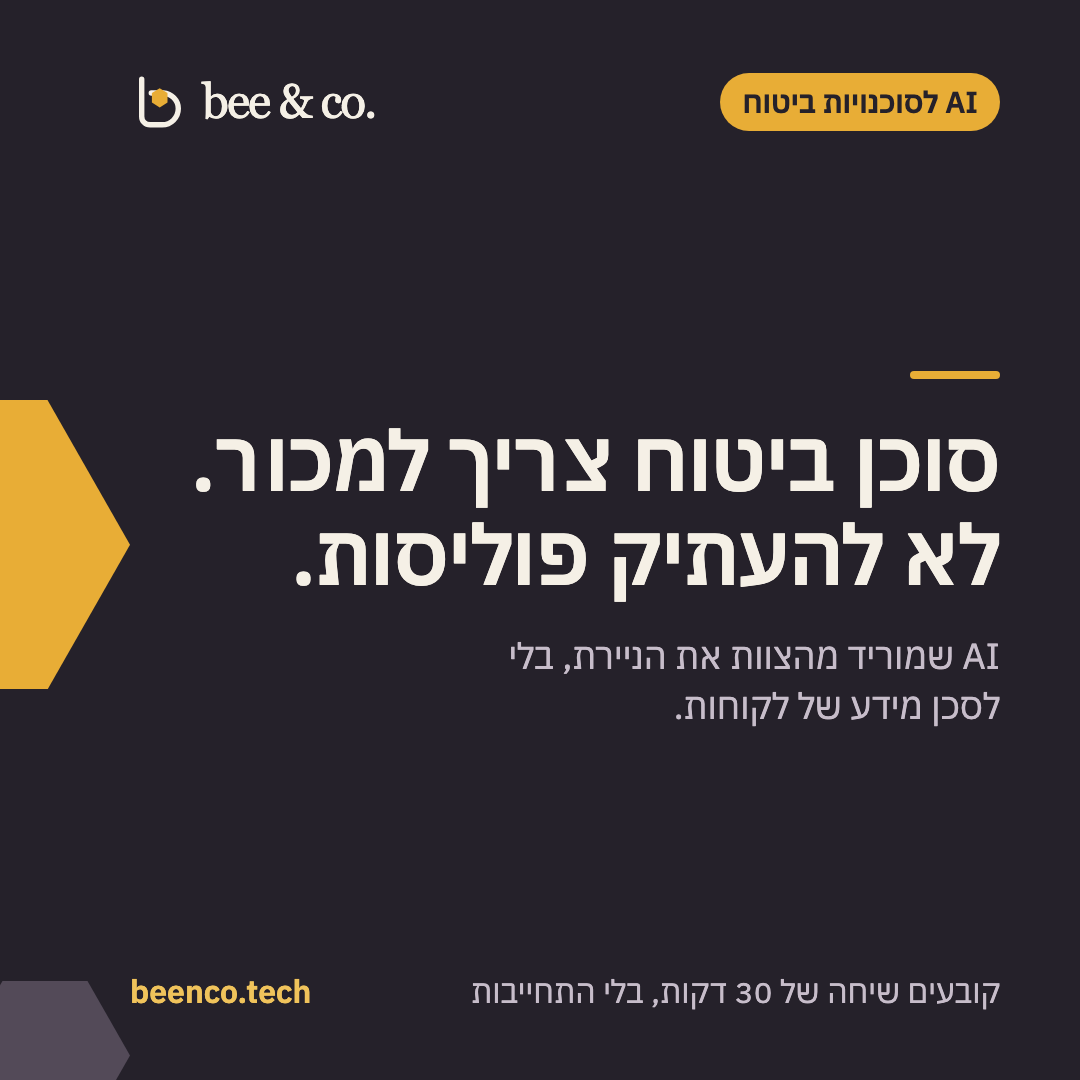 AI לסוכנויות ביטוח
bee & co.
סוכן ביטוח צריך למכור.
לא להעתיק פוליסות.
AI שמוריד מהצוות את הניירת, בלי
לסכן מידע של לקוחות.
קובעים שיחה של 30 דקות, בלי התחייבות
beenco.tech